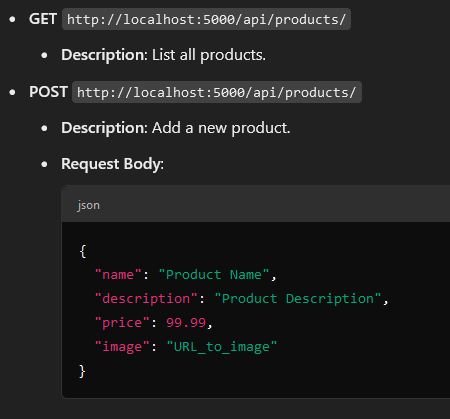 GET http://localhost:5000/api/products/
Description: List all products.
POST http://localhost:5000/api/products/
Description: Add a new product.
Request Body:
json
{
  "name": "Product Name",
  "description": "Product Description",
  "price": 99.99,
  "image": "URL_to_image"
}